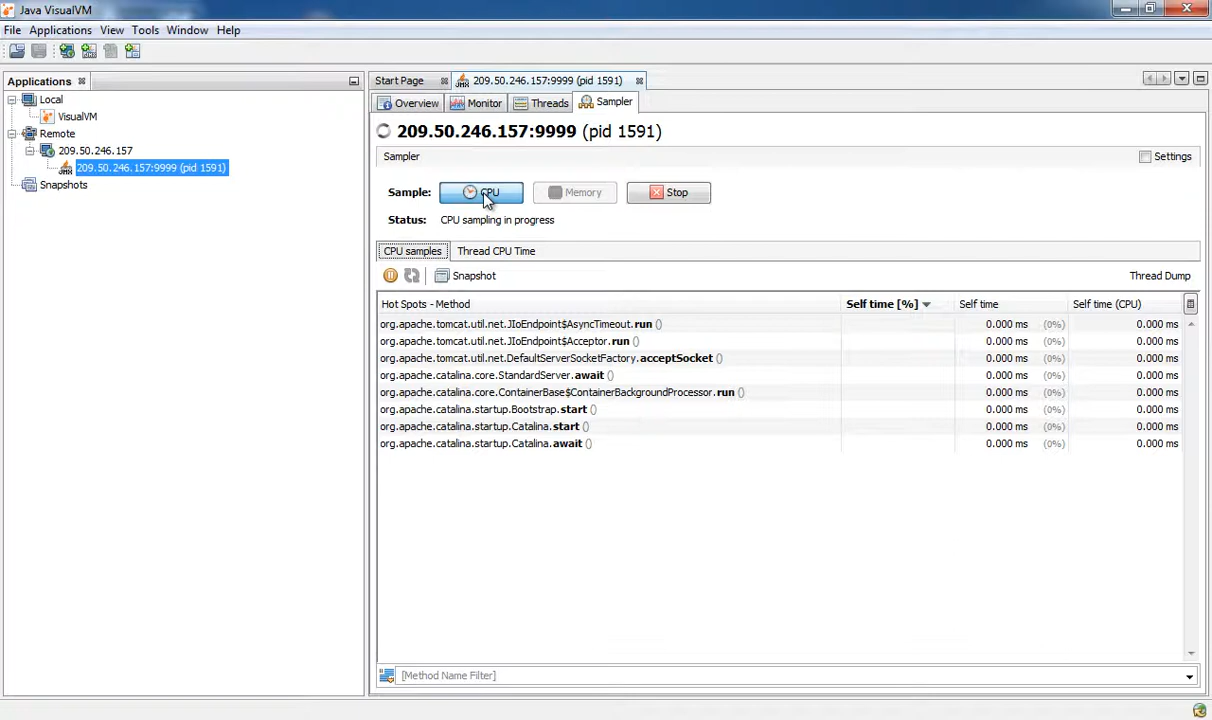 Java VisualVM
File Applications View Tools Window Help
Applications
Local
VisualVM
Remote
209.50.246.157
209.50.246.157:9999 (pid 1591)
Snapshots
Start Page
209.50.246.157:9999 (pid 1591)
Overview Monitor Threads Sampler
209.50.246.157:9999 (pid 1591)
Sampler Settings
Sample: CPU Memory Stop
Status: CPU sampling in progress
CPU samples Thread CPU Time
Snapshot Thread Dump
Hot Spots - Method Self time [%] Self time Self time (CPU)
org.apache.tomcat.util.net.JIoEndpoint$AsyncTimeout.run () 0.000 ms (0%) 0.000 ms
org.apache.tomcat.util.net.JIoEndpoint$Acceptor.run () 0.000 ms (0%) 0.000 ms
org.apache.tomcat.util.net.DefaultServerSocketFactory.acceptSocket () 0.000 ms (0%) 0.000 ms
org.apache.catalina.core.StandardServer.await () 0.000 ms (0%) 0.000 ms
org.apache.catalina.core.ContainerBase$ContainerBackgroundProcessor.run () 0.000 ms (0%) 0.000 ms
org.apache.catalina.startup.Bootstrap.start () 0.000 ms (0%) 0.000 ms
org.apache.catalina.startup.Catalina.start () 0.000 ms (0%) 0.000 ms
org.apache.catalina.startup.Catalina.await () 0.000 ms (0%) 0.000 ms
[Method Name Filter]